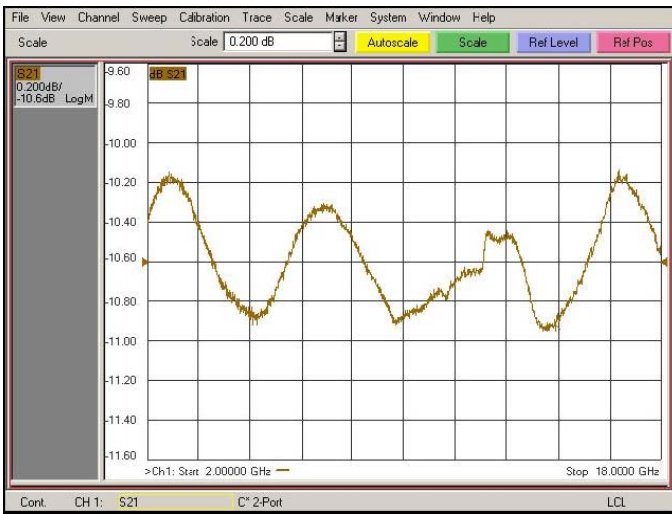 File View Channel Sweep Calibration Trace Scale Marker System Window Help
Scale Scale 0.200 dB Autoscale Scale Ref Level Ref Pos
S21
0.200dB/
-10.6dB LogM
dB S21
-9.60
-9.80
-10.00
-10.20
-10.40
-10.60
-10.80
-11.00
-11.20
-11.40
-11.60
>Ch1: Start 2.00000 GHz Stop 18.0000 GHz
Cont. CH 1: S21 C* 2-Port LCL